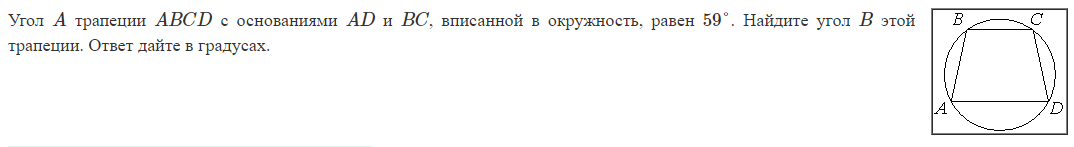 Угол A трапеции ABCD с основаниями AD и BC, вписанной в окружность, равен 59°. Найдите угол B этой
трапеции. Ответ дайте в градусах.
B C
A D